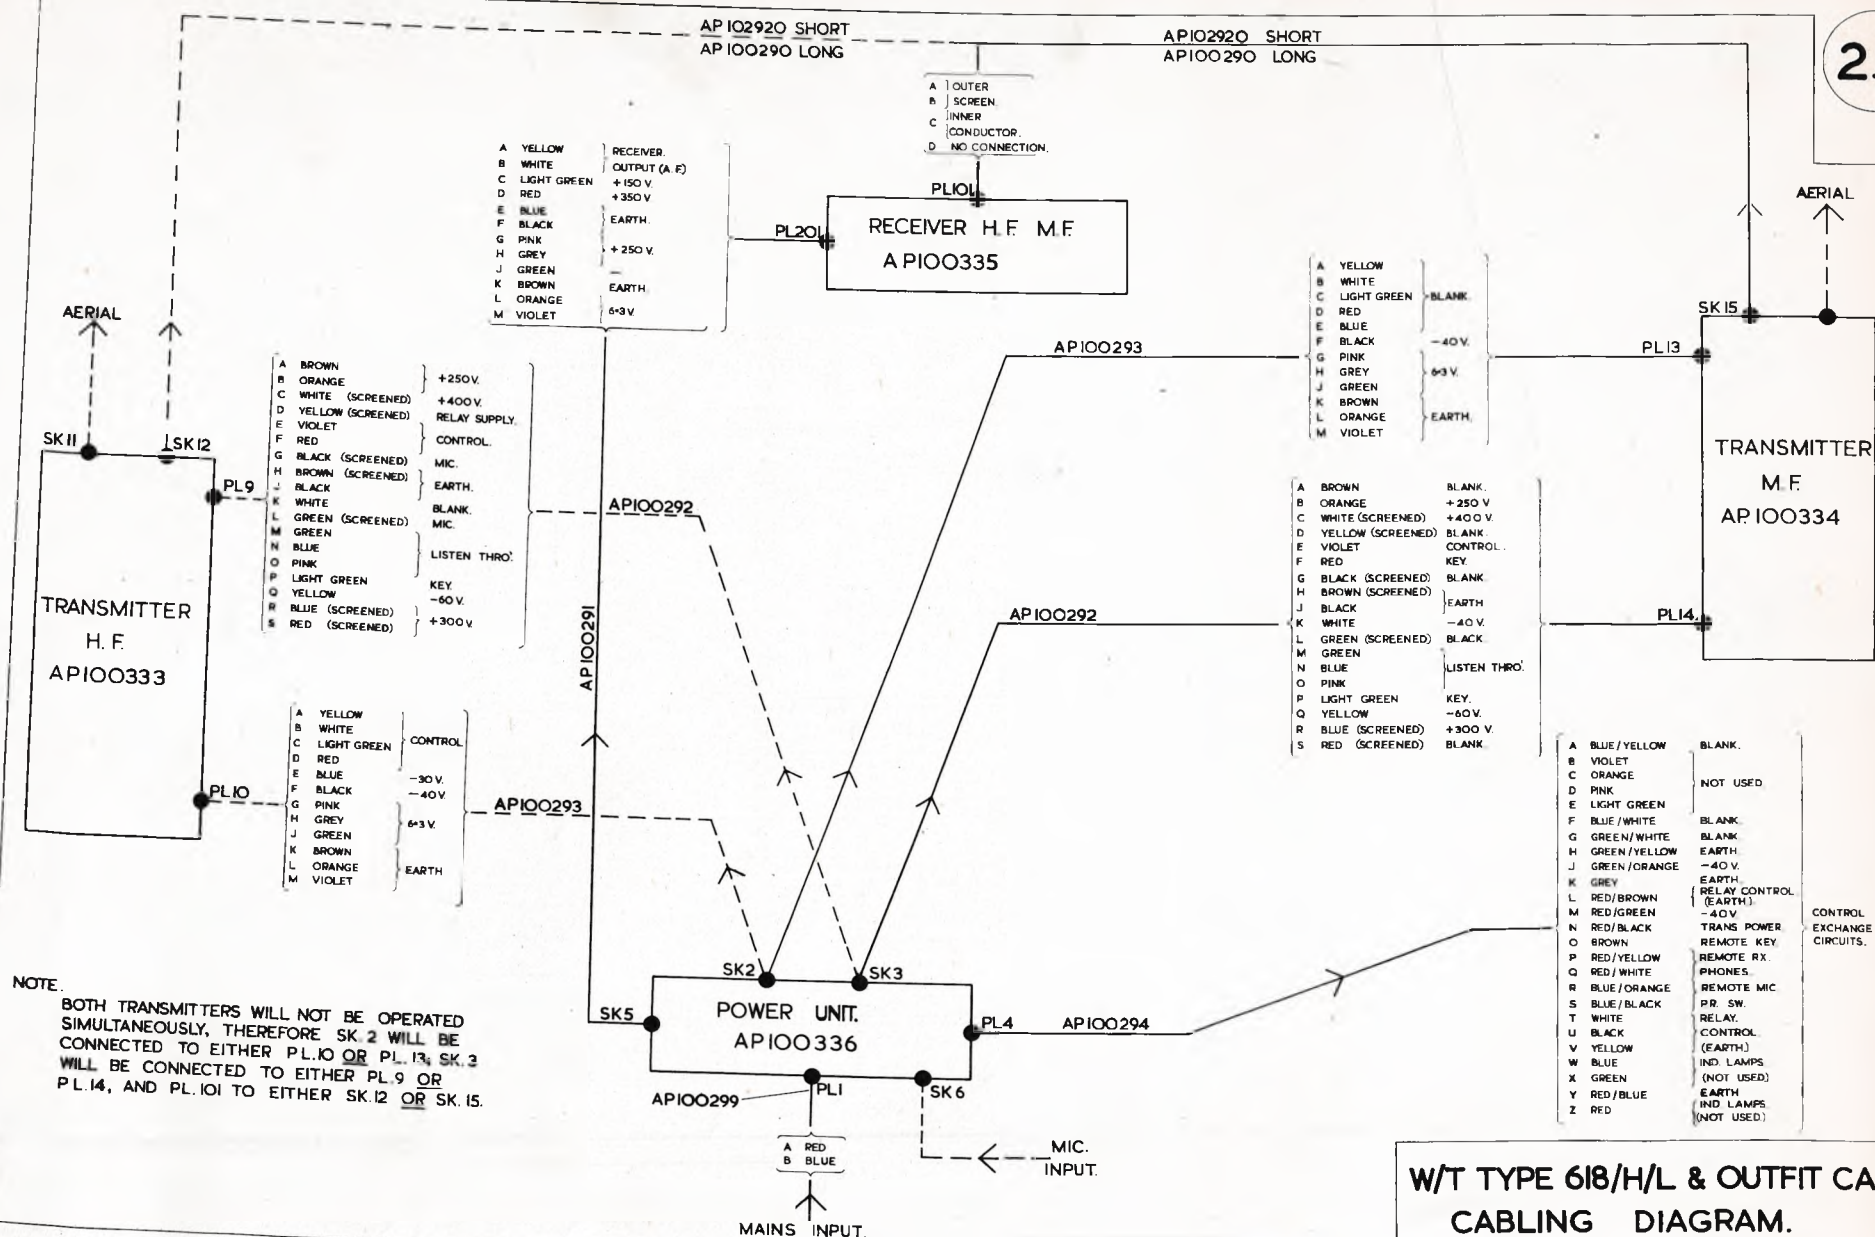 AP 102920 SHORT
AP 100290 LONG
AP102920 SHORT
AP100290 LONG
2.
A OUTER
B SCREEN.
C INNER
CONDUCTOR.
D NO CONNECTION.
PL101
RECEIVER H.F. M.F.
AP100335
PL201
A YELLOW RECEIVER.
B WHITE OUTPUT (A.F.)
C LIGHT GREEN +150 V.
D RED +350 V
E BLUE
F BLACK EARTH.
G PINK
H GREY +250 V.
J GREEN —
K BROWN EARTH
L ORANGE
M VIOLET 6·3 V.
AERIAL
SK11
SK12
PL9
TRANSMITTER
H.F.
AP100333
PL10
A BROWN
B ORANGE +250V.
C WHITE (SCREENED) +400V.
D YELLOW (SCREENED) RELAY SUPPLY.
E VIOLET
F RED CONTROL.
G BLACK (SCREENED) MIC.
H BROWN (SCREENED)
J BLACK EARTH.
K WHITE BLANK.
L GREEN (SCREENED) MIC.
M GREEN
N BLUE LISTEN THRO'.
O PINK
P LIGHT GREEN KEY.
Q YELLOW −60 V.
R BLUE (SCREENED)
S RED (SCREENED) +300V.
AP100292
AP100291
A YELLOW
B WHITE
C LIGHT GREEN CONTROL
D RED
E BLUE −30 V.
F BLACK −40V.
G PINK
H GREY 6·3 V.
J GREEN
K BROWN
L ORANGE EARTH
M VIOLET
AP100293
AERIAL
SK15
PL13
TRANSMITTER
M.F.
AP.100334
PL14.
AP100293
A YELLOW
B WHITE
C LIGHT GREEN BLANK.
D RED
E BLUE
F BLACK −40 V.
G PINK
H GREY 6·3 V.
J GREEN
K BROWN
L ORANGE EARTH.
M VIOLET
AP100292
A BROWN BLANK.
B ORANGE +250 V
C WHITE (SCREENED) +400 V.
D YELLOW (SCREENED) BLANK.
E VIOLET CONTROL.
F RED KEY.
G BLACK (SCREENED) BLANK
H BROWN (SCREENED)
J BLACK EARTH
K WHITE −40 V.
L GREEN (SCREENED) BLACK
M GREEN
N BLUE LISTEN THRO'.
O PINK
P LIGHT GREEN KEY.
Q YELLOW −60V.
R BLUE (SCREENED) +300 V.
S RED (SCREENED) BLANK
A BLUE/YELLOW BLANK.
B VIOLET
C ORANGE
D PINK NOT USED
E LIGHT GREEN
F BLUE/WHITE BLANK
G GREEN/WHITE BLANK
H GREEN/YELLOW EARTH
J GREEN/ORANGE −40 V.
K GREY EARTH
L RED/BROWN RELAY CONTROL
(EARTH)
M RED/GREEN −40V.
N RED/BLACK TRANS POWER
O BROWN REMOTE KEY
P RED/YELLOW REMOTE RX.
Q RED/WHITE PHONES
R BLUE/ORANGE REMOTE MIC
S BLUE/BLACK PR. SW.
T WHITE RELAY.
U BLACK CONTROL
V YELLOW (EARTH.)
W BLUE IND. LAMPS
X GREEN (NOT USED)
Y RED/BLUE EARTH
Z RED IND. LAMPS
(NOT USED.)
CONTROL
EXCHANGE
CIRCUITS.
SK2
SK3
SK5
POWER UNIT.
AP100336
PL4
AP100294
AP100299
PL1
SK6
A RED
B BLUE
MAINS INPUT.
MIC.
INPUT.
NOTE.
BOTH TRANSMITTERS WILL NOT BE OPERATED
SIMULTANEOUSLY, THEREFORE SK.2 WILL BE
CONNECTED TO EITHER PL.10 OR PL.13, SK.3
WILL BE CONNECTED TO EITHER PL.9 OR
PL.14, AND PL.101 TO EITHER SK.12 OR SK.15.
W/T TYPE 618/H/L & OUTFIT CA
CABLING DIAGRAM.